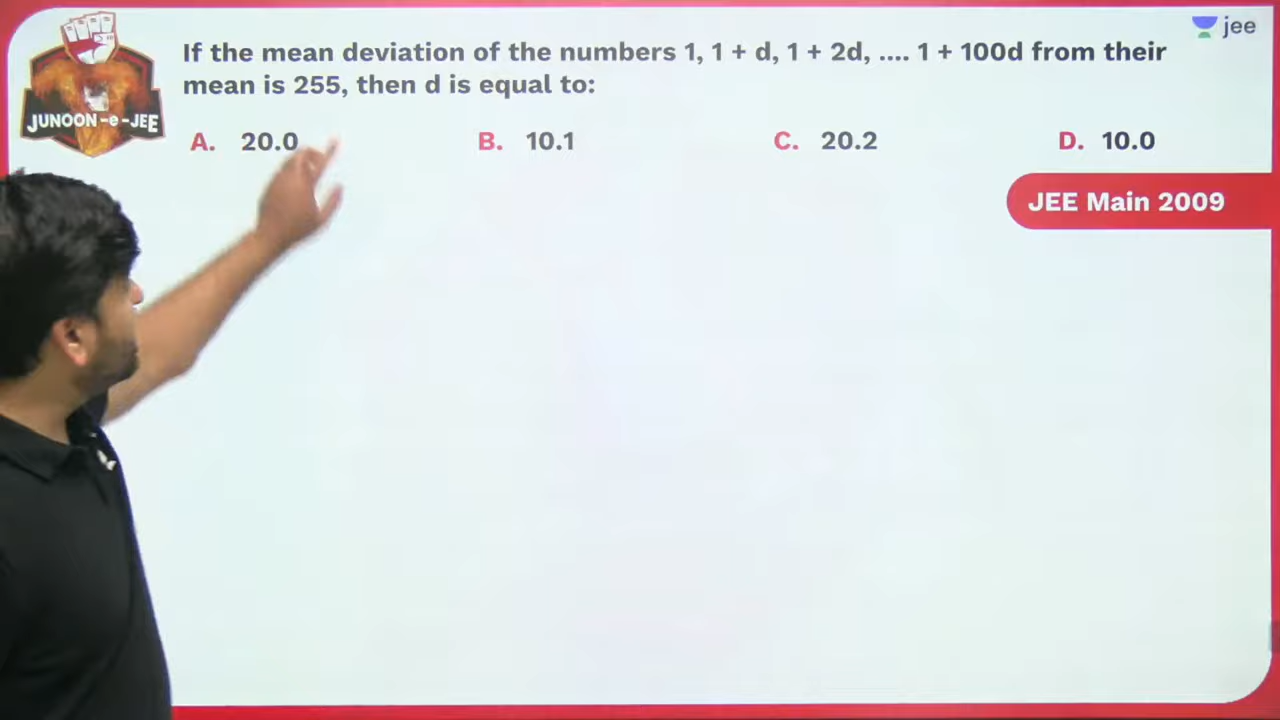 jee
If the mean deviation of the numbers 1, 1 + d, 1 + 2d, .... 1 + 100d from their
mean is 255, then d is equal to:
JUNOON-e-JEE
A. 20.0 B. 10.1 C. 20.2 D. 10.0
JEE Main 2009